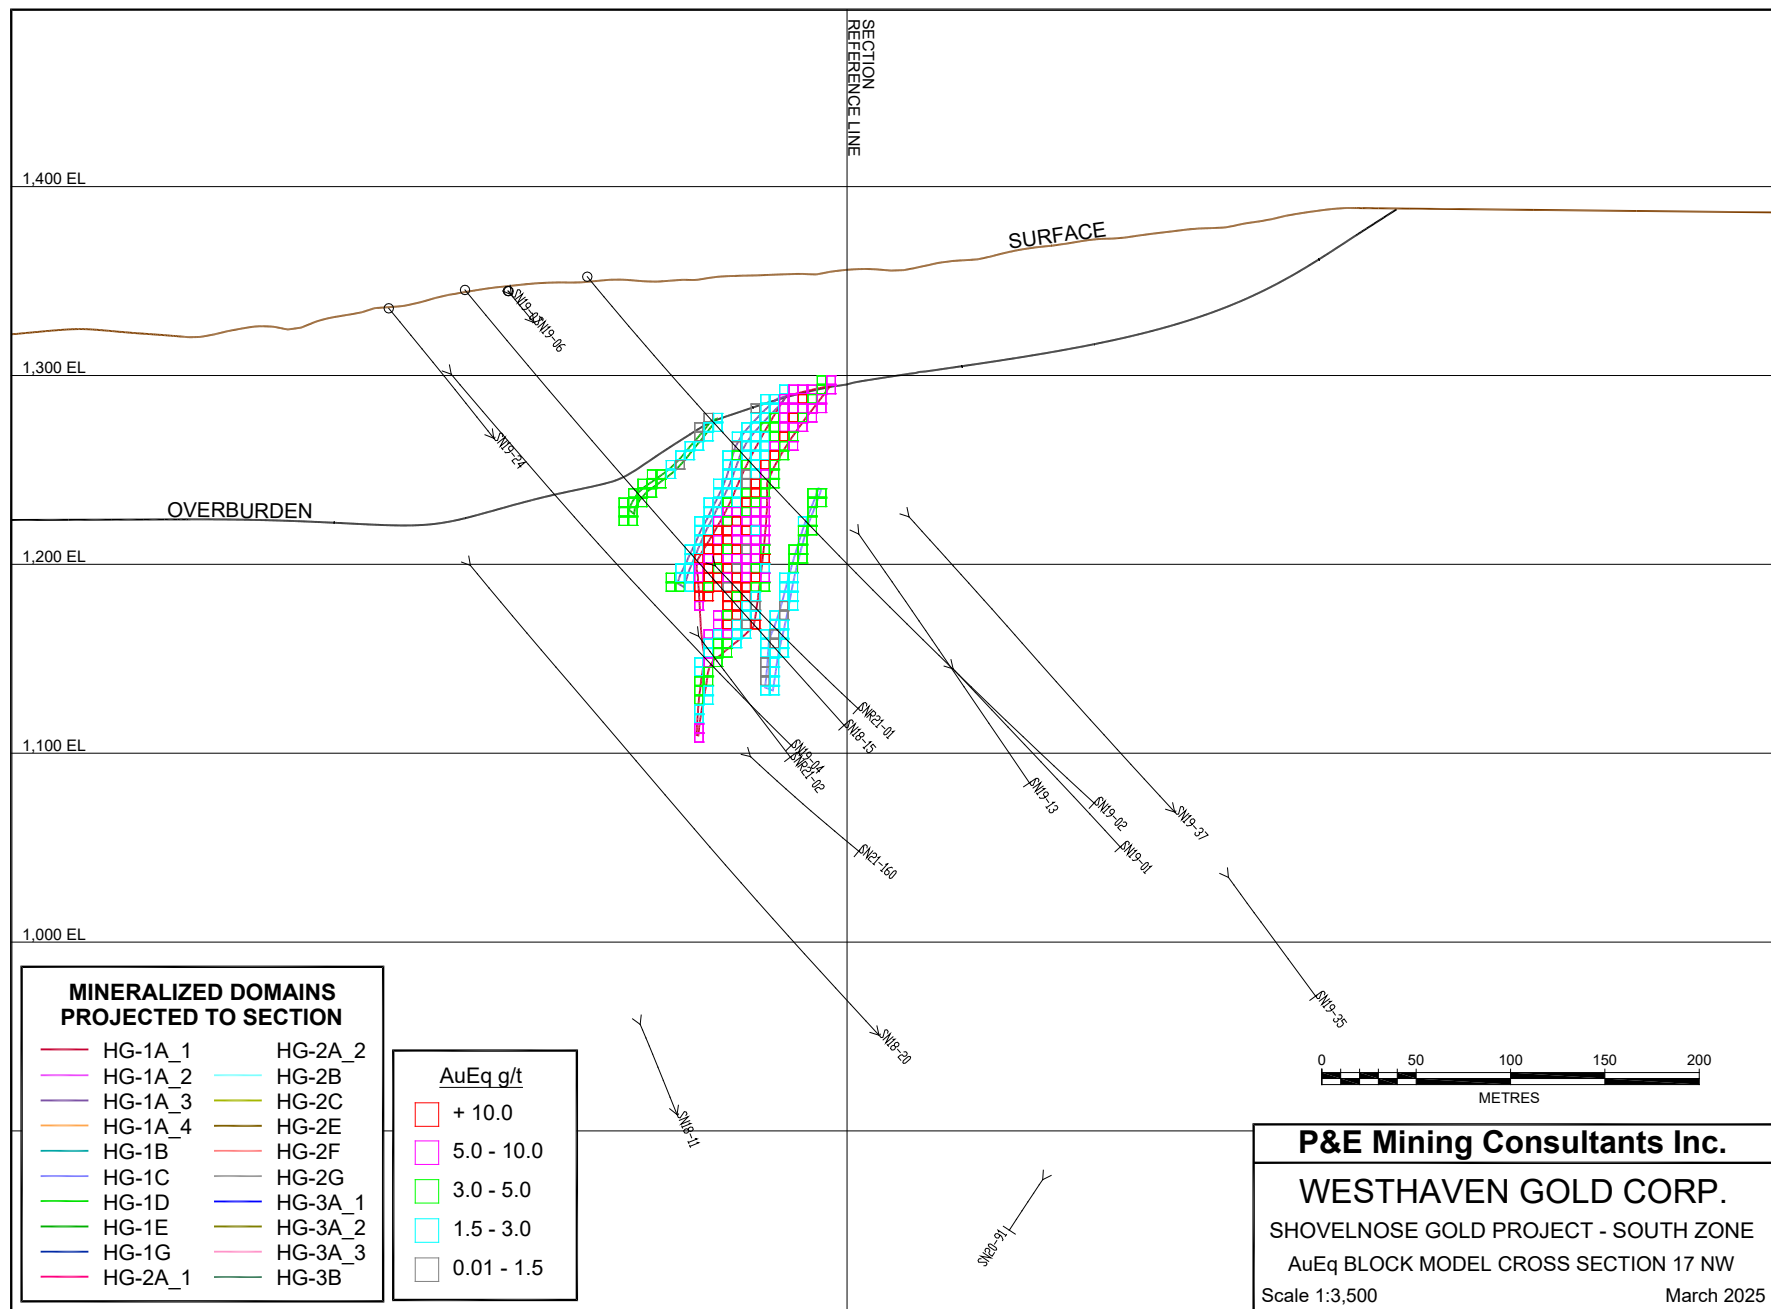 SECTION
REFERENCE LINE
1,400 EL
SURFACE
SN19-03
SN19-06
1,300 EL
SN19-24
OVERBURDEN
1,200 EL
SNR21-01
SN18-15
1,100 EL
SN19-04
SNR21-02
SN19-13
SN19-02
SN19-37
SN19-01
SN21-160
1,000 EL
SN19-35
SN18-20
SN18-11
SN20-91
MINERALIZED DOMAINS
PROJECTED TO SECTION
HG-1A_1
HG-1A_2
HG-1A_3
HG-1A_4
HG-1B
HG-1C
HG-1D
HG-1E
HG-1G
HG-2A_1
HG-2A_2
HG-2B
HG-2C
HG-2E
HG-2F
HG-2G
HG-3A_1
HG-3A_2
HG-3A_3
HG-3B
AuEq g/t
+ 10.0
5.0 - 10.0
3.0 - 5.0
1.5 - 3.0
0.01 - 1.5
0 50 100 150 200
METRES
P&E Mining Consultants Inc.
WESTHAVEN GOLD CORP.
SHOVELNOSE GOLD PROJECT - SOUTH ZONE
AuEq BLOCK MODEL CROSS SECTION 17 NW
Scale 1:3,500 March 2025